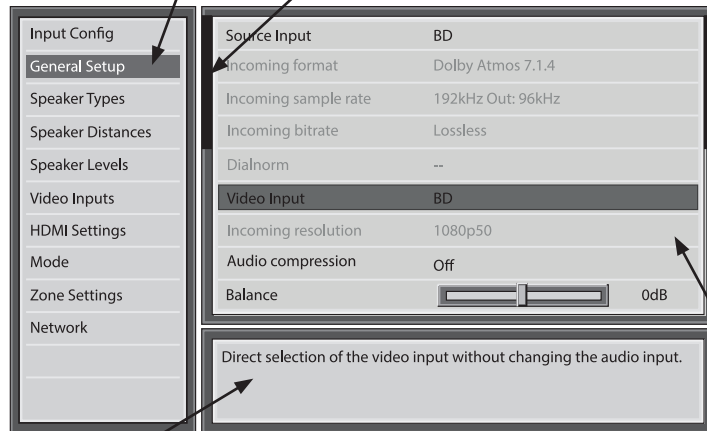 Input Config
General Setup
Speaker Types
Speaker Distances
Speaker Levels
Video Inputs
HDMI Settings
Mode
Zone Settings
Network
Source Input BD
Incoming format Dolby Atmos 7.1.4
Incoming sample rate 192kHz Out: 96kHz
Incoming bitrate Lossless
Dialnorm --
Video Input BD
Incoming resolution 1080p50
Audio compression Off
Balance 0dB
Direct selection of the video input without changing the audio input.